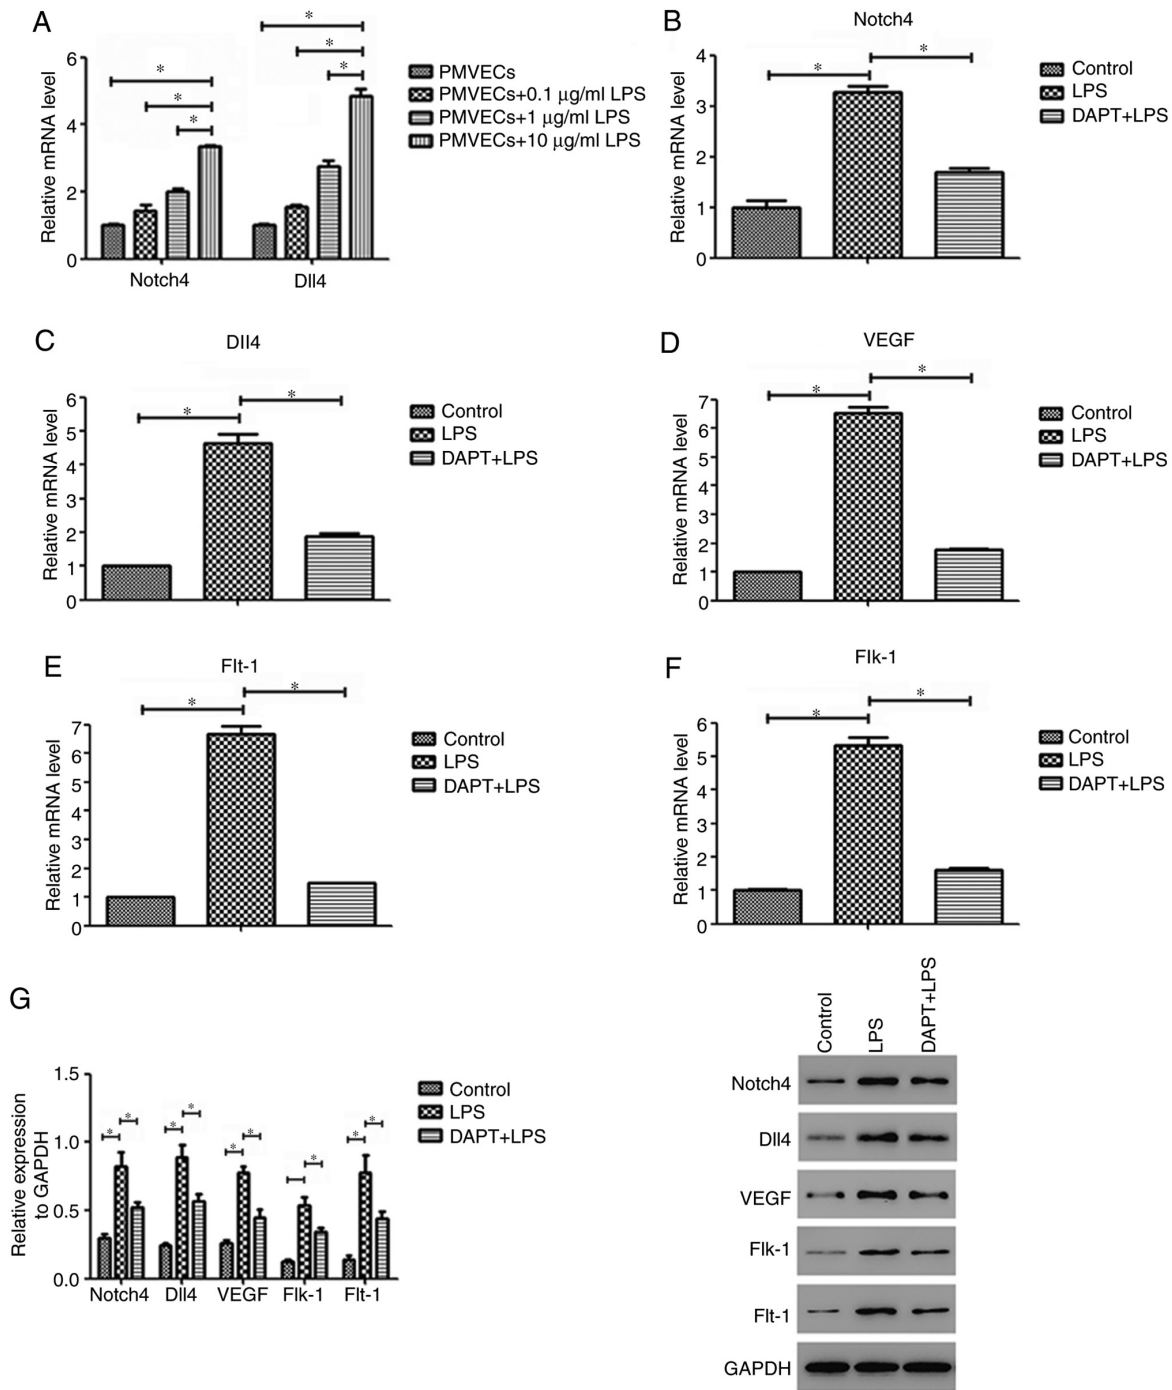 A
Relative mRNA level
6
4
2
0
* * *
* * *
Notch4 Dll4
PMVECs
PMVECs+0.1 µg/ml LPS
PMVECs+1 µg/ml LPS
PMVECs+10 µg/ml LPS
B
Notch4
Relative mRNA level
4
3
2
1
0
* *
Control
LPS
DAPT+LPS
C
Dll4
Relative mRNA level
6
5
4
3
2
1
0
* *
Control
LPS
DAPT+LPS
D
VEGF
Relative mRNA level
7
6
5
4
3
2
1
0
* *
Control
LPS
DAPT+LPS
E
Flt-1
Relative mRNA level
7
6
5
4
3
2
1
0
* *
Control
LPS
DAPT+LPS
F
Flk-1
Relative mRNA level
6
5
4
3
2
1
0
* *
Control
LPS
DAPT+LPS
G
Relative expression
to GAPDH
1.5
1.0
0.5
0.0
* * * * * * * * *
Notch4 Dll4 VEGF Flk-1 Flt-1
Control
LPS
DAPT+LPS
Control LPS DAPT+LPS
Notch4
Dll4
VEGF
Flk-1
Flt-1
GAPDH